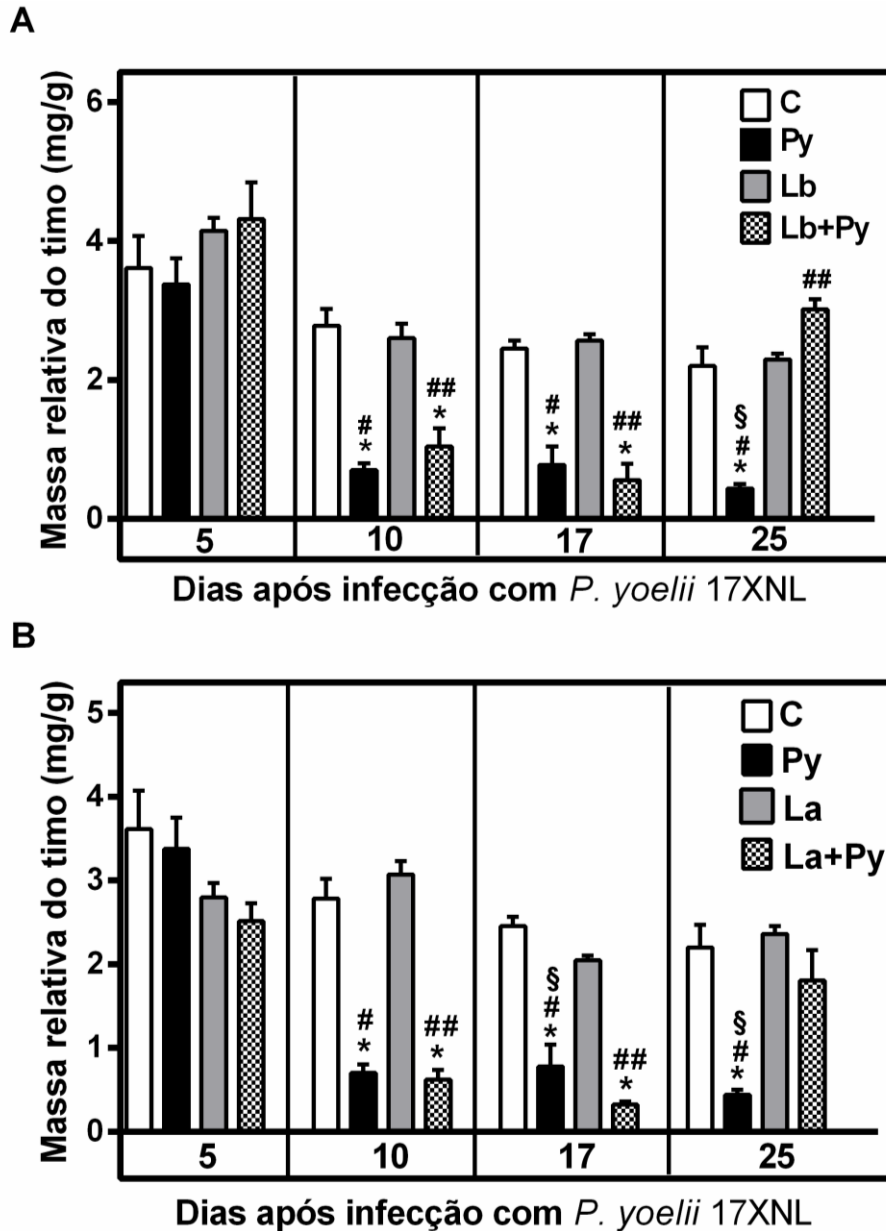 A
Massa relativa do timo (mg/g)
6
4
2
0
C
Py
Lb
Lb+Py
#
*
##
*
#
*
##
*
§
#
*
##
5 10 17 25
Dias após infecção com P. yoelii 17XNL
B
Massa relativa do timo (mg/g)
5
4
3
2
1
0
C
Py
La
La+Py
#
*
##
*
§
#
*
##
*
§
#
*
5 10 17 25
Dias após infecção com P. yoelii 17XNL